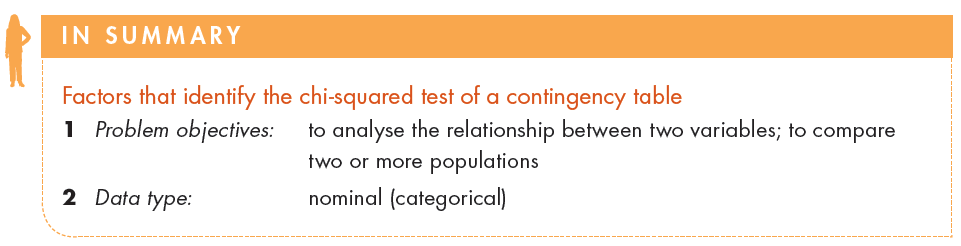 IN SUMMARY
Factors that identify the chi-squared test of a contingency table
1 Problem objectives: to analyse the relationship between two variables; to compare
two or more populations
2 Data type: nominal (categorical)